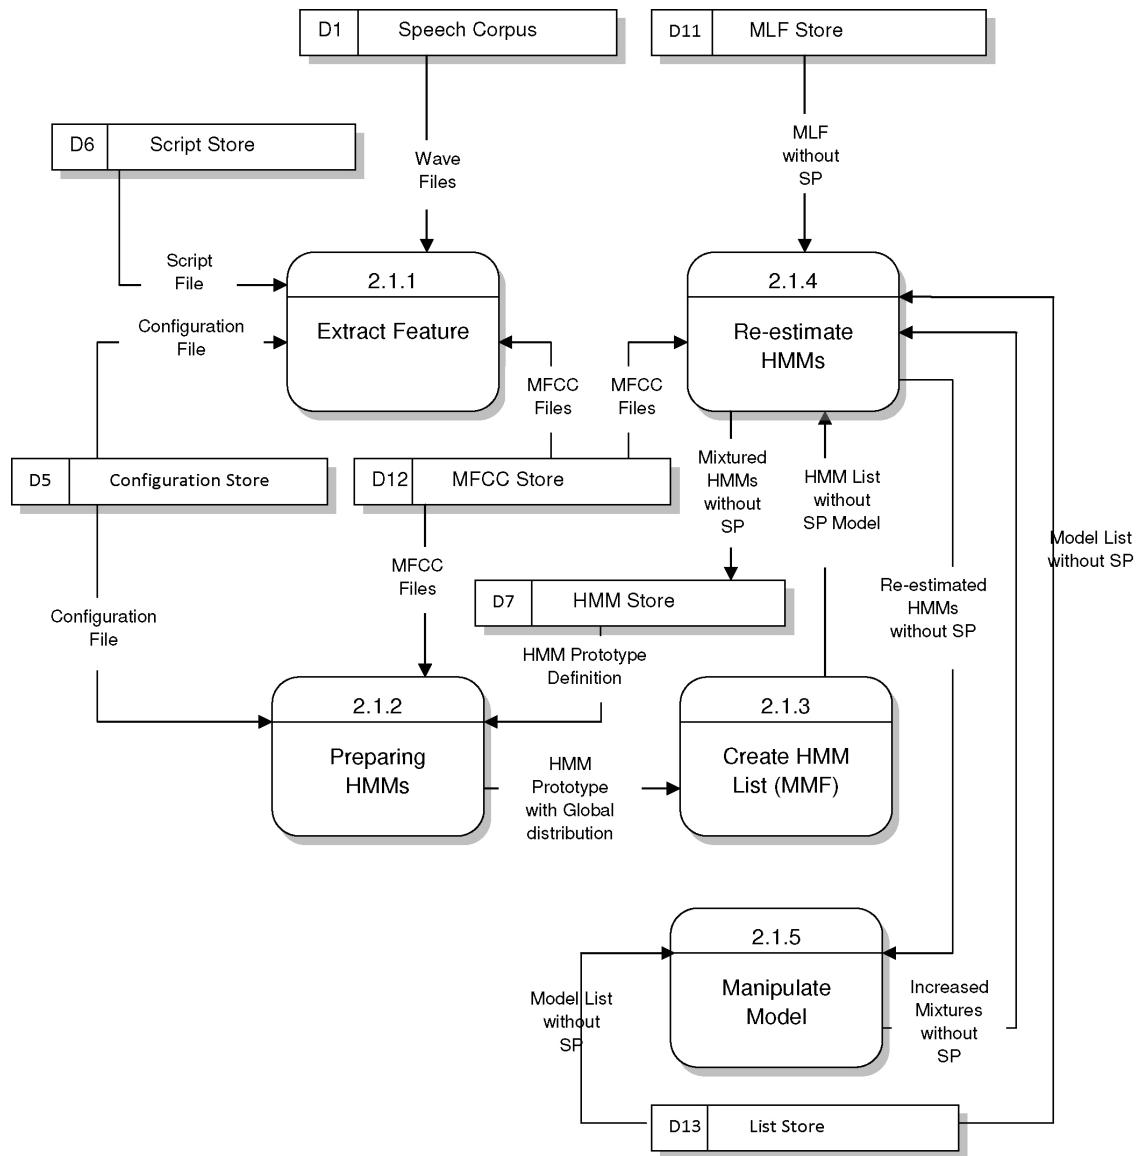 D1 Speech Corpus
D11 MLF Store
D6 Script Store
MLF
without
SP
Wave
Files
Script
File
2.1.1
Extract Feature
2.1.4
Re-estimate
HMMs
Configuration
File
MFCC
Files
MFCC
Files
D5 Configuration Store
D12 MFCC Store
Mixtured
HMMs
without
SP
HMM List
without
SP Model
Model List
without SP
MFCC
Files
D7 HMM Store
Re-estimated
HMMs
without SP
Configuration
File
HMM Prototype
Definition
2.1.2
Preparing
HMMs
HMM
Prototype
with Global
distribution
2.1.3
Create HMM
List (MMF)
2.1.5
Manipulate
Model
Model List
without
SP
Increased
Mixtures
without
SP
D13 List Store